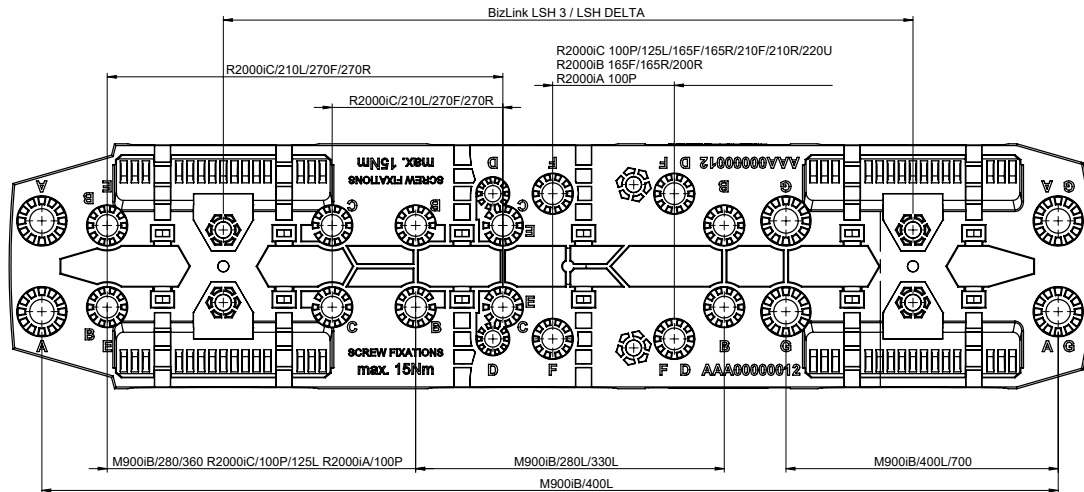 BizLink LSH 3 / LSH DELTA
R2000iC 100P/125L/165F/165R/210F/210R/220U
R2000iB 165F/165R/200R
R2000iA 100P
R2000iC/210L/270F/270R
R2000iC/210L/270F/270R
max. 15Nm D F F D AAA00000012
SCREW FIXATIONS
A E B G A
B G
C B C
E
E
C B C
B B G
A E A G
SCREW FIXATIONS
max. 15Nm D F F D AAA00000012
M900iB/280/360 R2000iC/100P/125L R2000iA/100P
M900iB/280L/330L
M900iB/400L/700
M900iB/400L